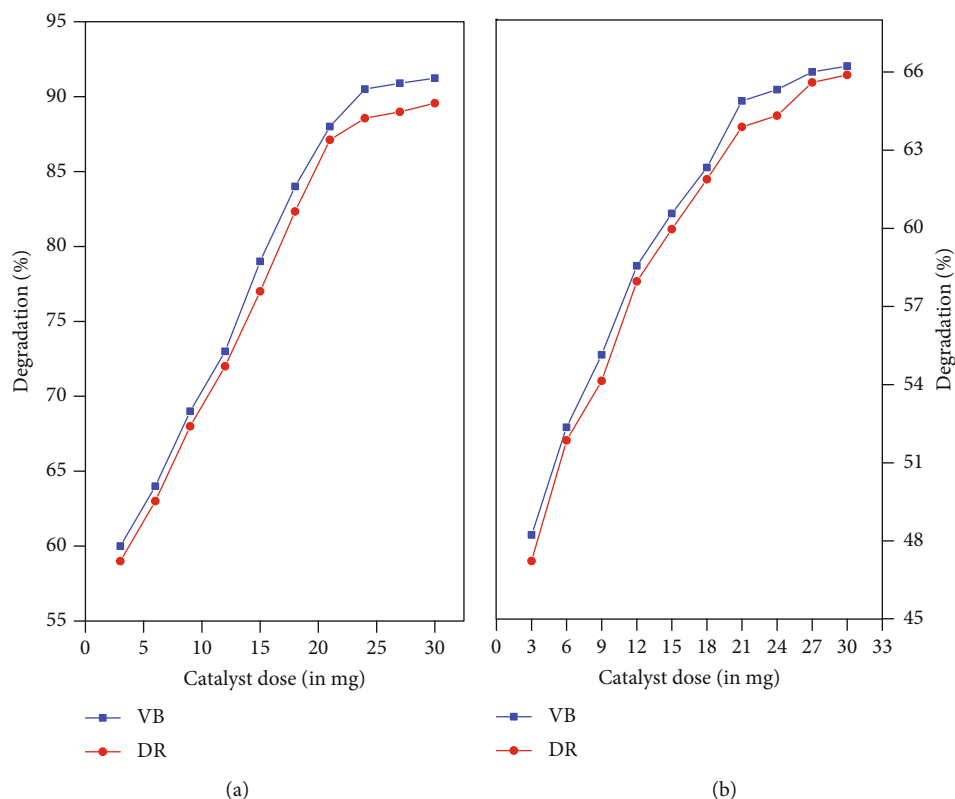 95
90
85
80
75
70
65
60
55
Degradation (%)
0 5 10 15 20 25 30
Catalyst dose (in mg)
VB
DR
(a)
66
63
60
57
54
51
48
45
Degradation (%)
0 3 6 9 12 15 18 21 24 27 30 33
Catalyst dose (in mg)
VB
DR
(b)